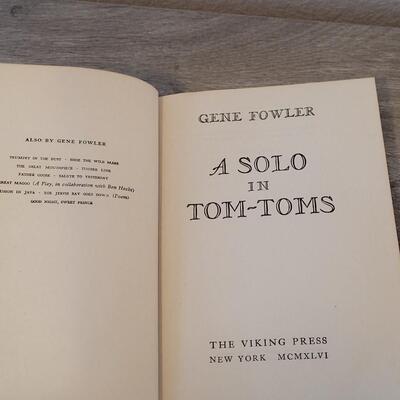 ALSO BY GENE FOWLER
TRUMPET IN THE DUST · SHOE THE WILD MARE
THE GREAT MOUTHPIECE · TIMBER LINE
FATHER GOOSE · SALUTE TO YESTERDAY
GREAT MAGOO (A Play, in collaboration with Ben Hecht)
IN JAVA · THE JERVIS BAY GOES DOWN (Poem)
GOOD NIGHT, SWEET PRINCE
GENE FOWLER
A SOLO
IN
TOM-TOMS
THE VIKING PRESS
NEW YORK MCMXLVI